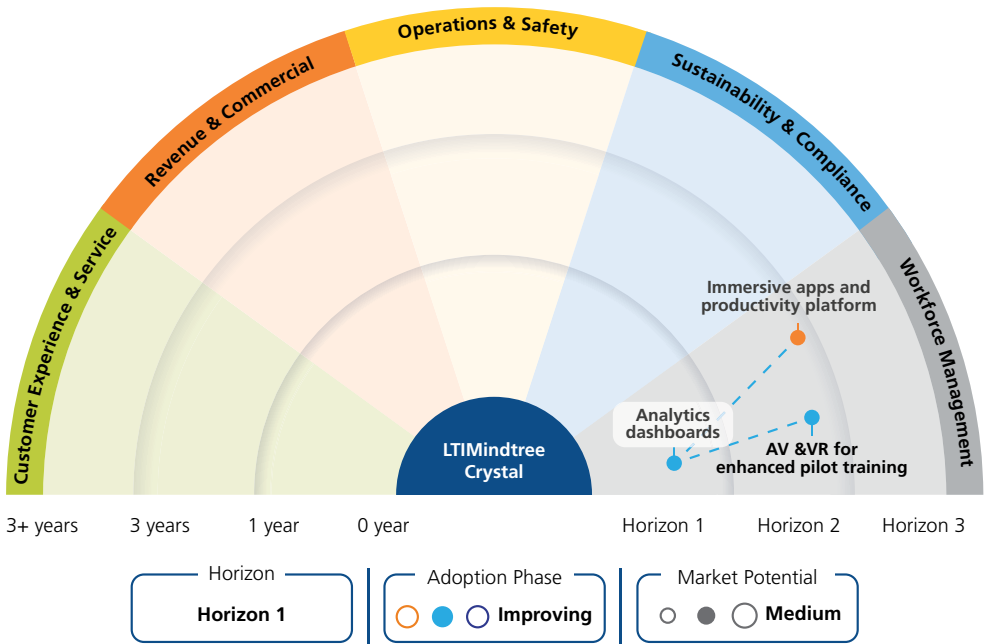 Operations & Safety
Revenue & Commercial
Sustainability & Compliance
Customer Experience & Service
Workforce Management
Immersive apps and
productivity platform
Analytics
dashboards
AV &VR for
enhanced pilot training
LTIMindtree
Crystal
3+ years
3 years
1 year
0 year
Horizon 1
Horizon 2
Horizon 3
Horizon
Horizon 1
Adoption Phase
Improving
Market Potential
Medium